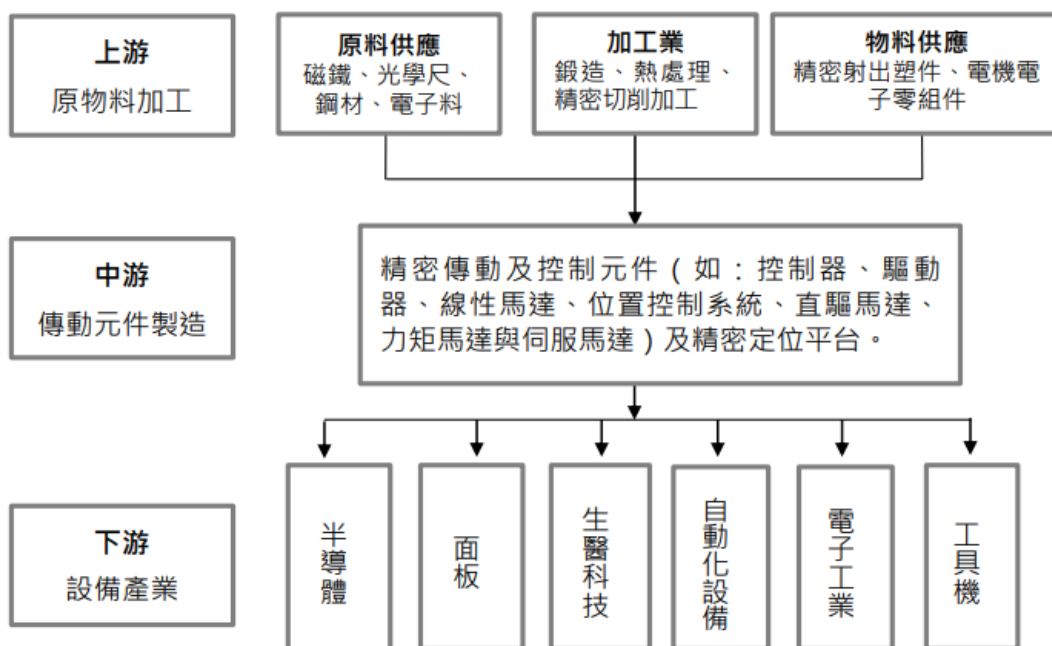 上游
原物料加工
原料供應
磁鐵、光學尺、
鋼材、電子料
加工業
鍛造、熱處理、
精密切削加工
物料供應
精密射出塑件、電機電
子零組件
中游
傳動元件製造
精密傳動及控制元件（如：控制器、驅動
器、線性馬達、位置控制系統、直驅馬達、
力矩馬達與伺服馬達）及精密定位平台。
下游
設備產業
半導體
面板
生醫科技
自動化設備
電子工業
工具機